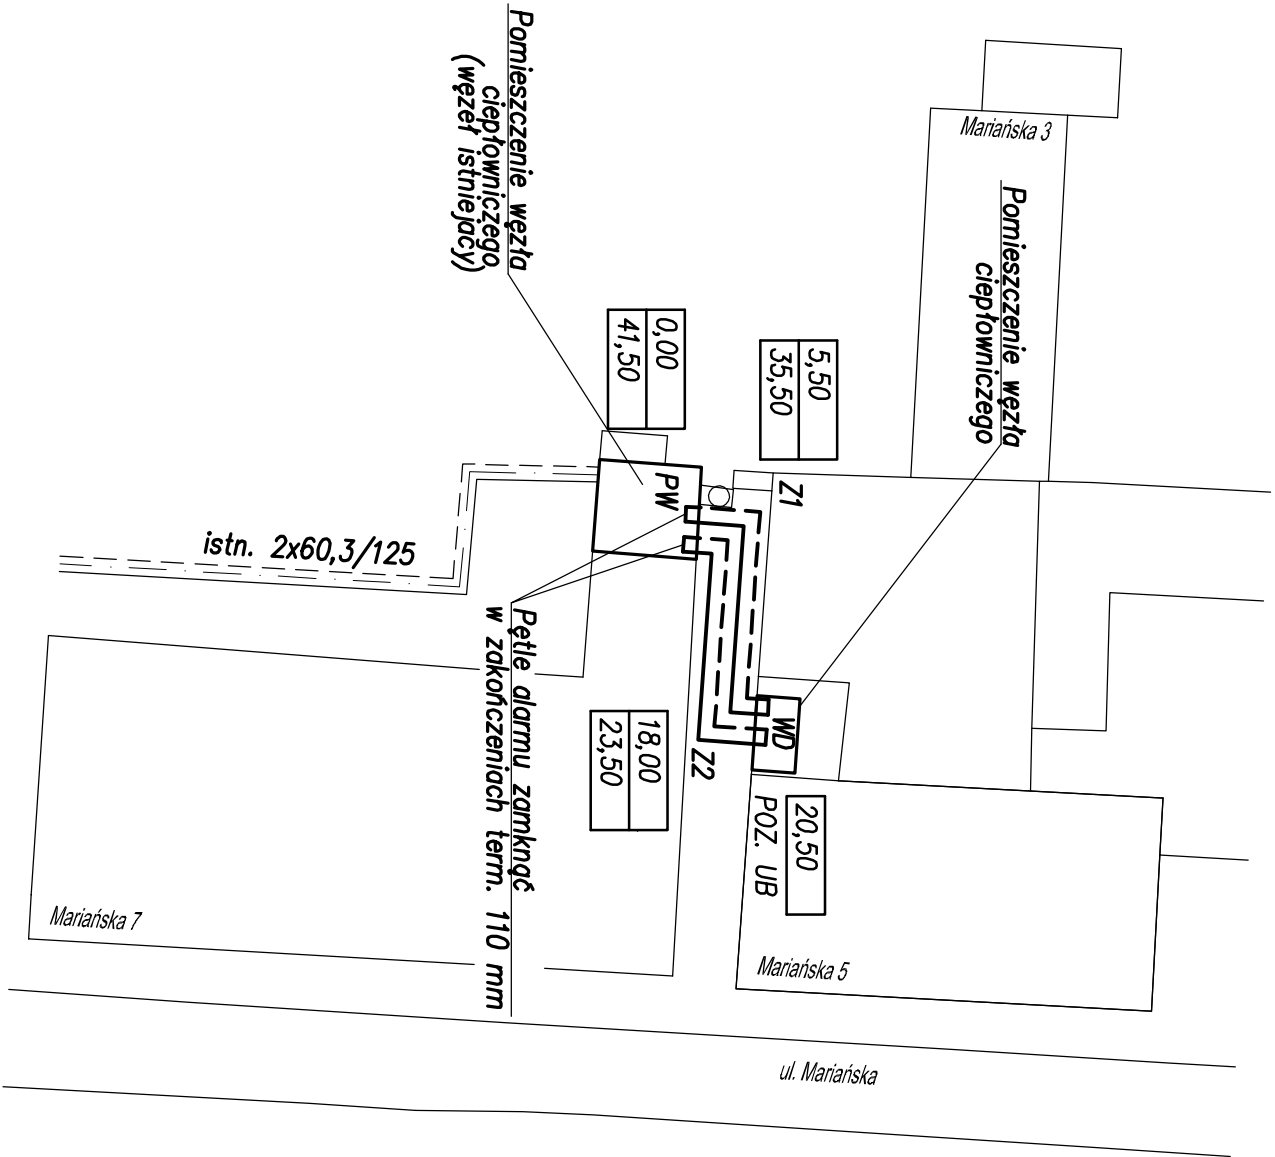 Pomieszczenie węzła
ciepłowniczego
(węzeł istniejący)
Mariańska 3
Pomieszczenie węzła
ciepłowniczego
0,00
41,50
5,50
35,50
PW
Z1
istn. 2x60,3/125
Pętle alarmu zamknąć
w zakończeniach term. 110 mm
WD
Z2
18,00
23,50
20,50
POZ. UB
Mariańska 7
Mariańska 5
ul. Mariańska